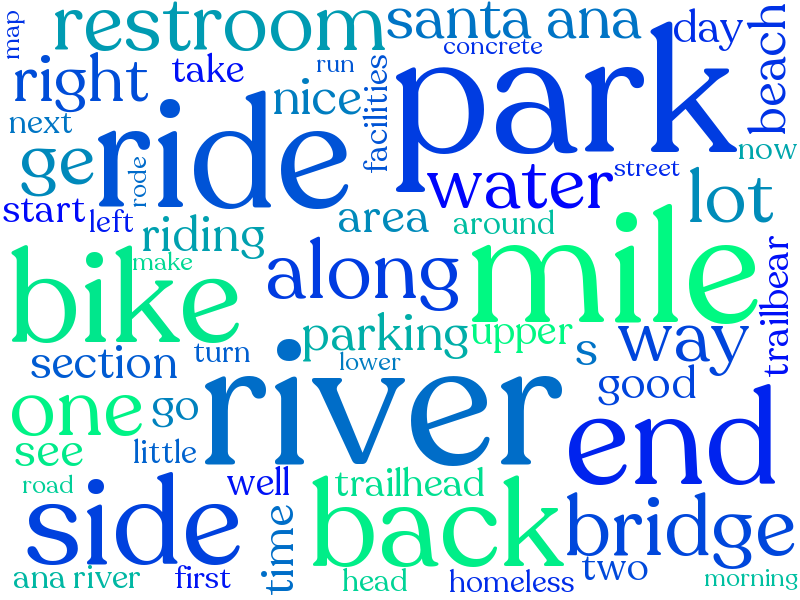 map
restroom
santa ana
day
beach
concrete
right
take
run
nice
facilities
park
next
ride
ge
rode
now
street
water
start
left
area
around
lot
riding
make
bike
along
mile
trailbear
parking
upper
s
way
section
turn
lower
river
good
one
go
end
see
little
road
well
trailhead
side
back
bridge
time
two
ana river
first
head
homeless
morning